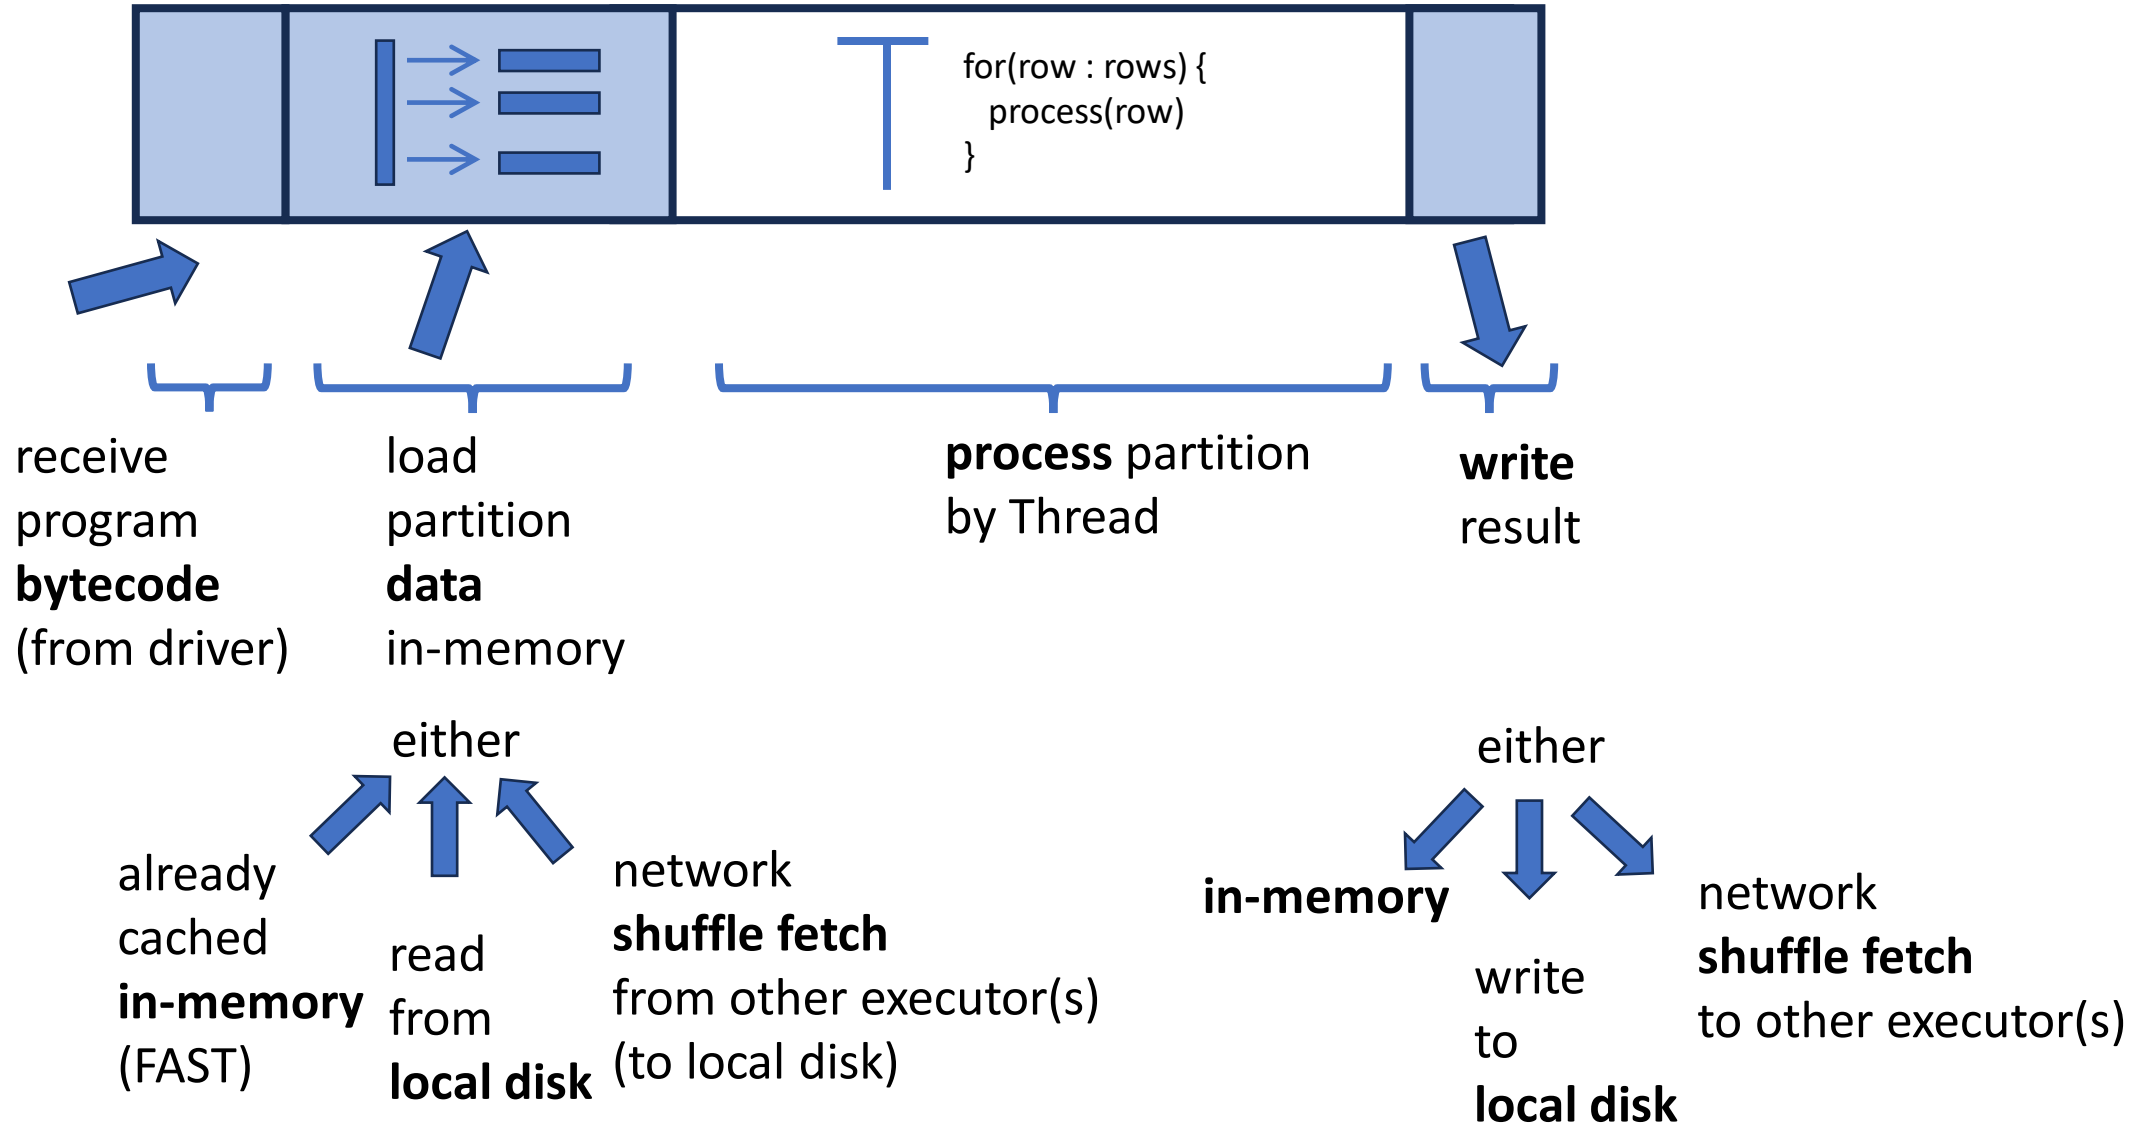 for(row : rows) {
process(row)
}
receive
program
bytecode
(from driver)
load
partition
data
in-memory
process partition
by Thread
write
result
either
already
cached
in-memory
(FAST)
read
from
local disk
network
shuffle fetch
from other executor(s)
(to local disk)
either
in-memory
write
to
local disk
network
shuffle fetch
to other executor(s)